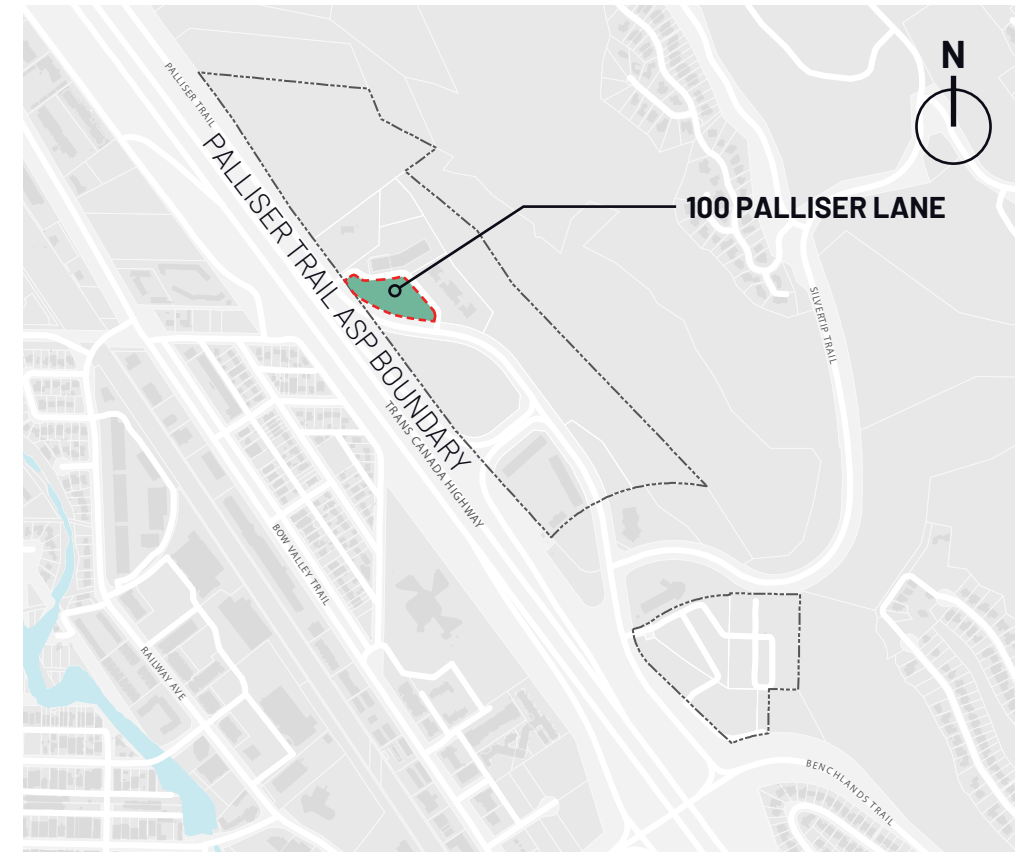 N
PALLISER TRAIL
PALLISER TRAIL ASP BOUNDARY
100 PALLISER LANE
SILVERTIP TRAIL
TRANS CANADA HIGHWAY
BOW VALLEY TRAIL
RAILWAY AVE
BENCHLANDS TRAIL